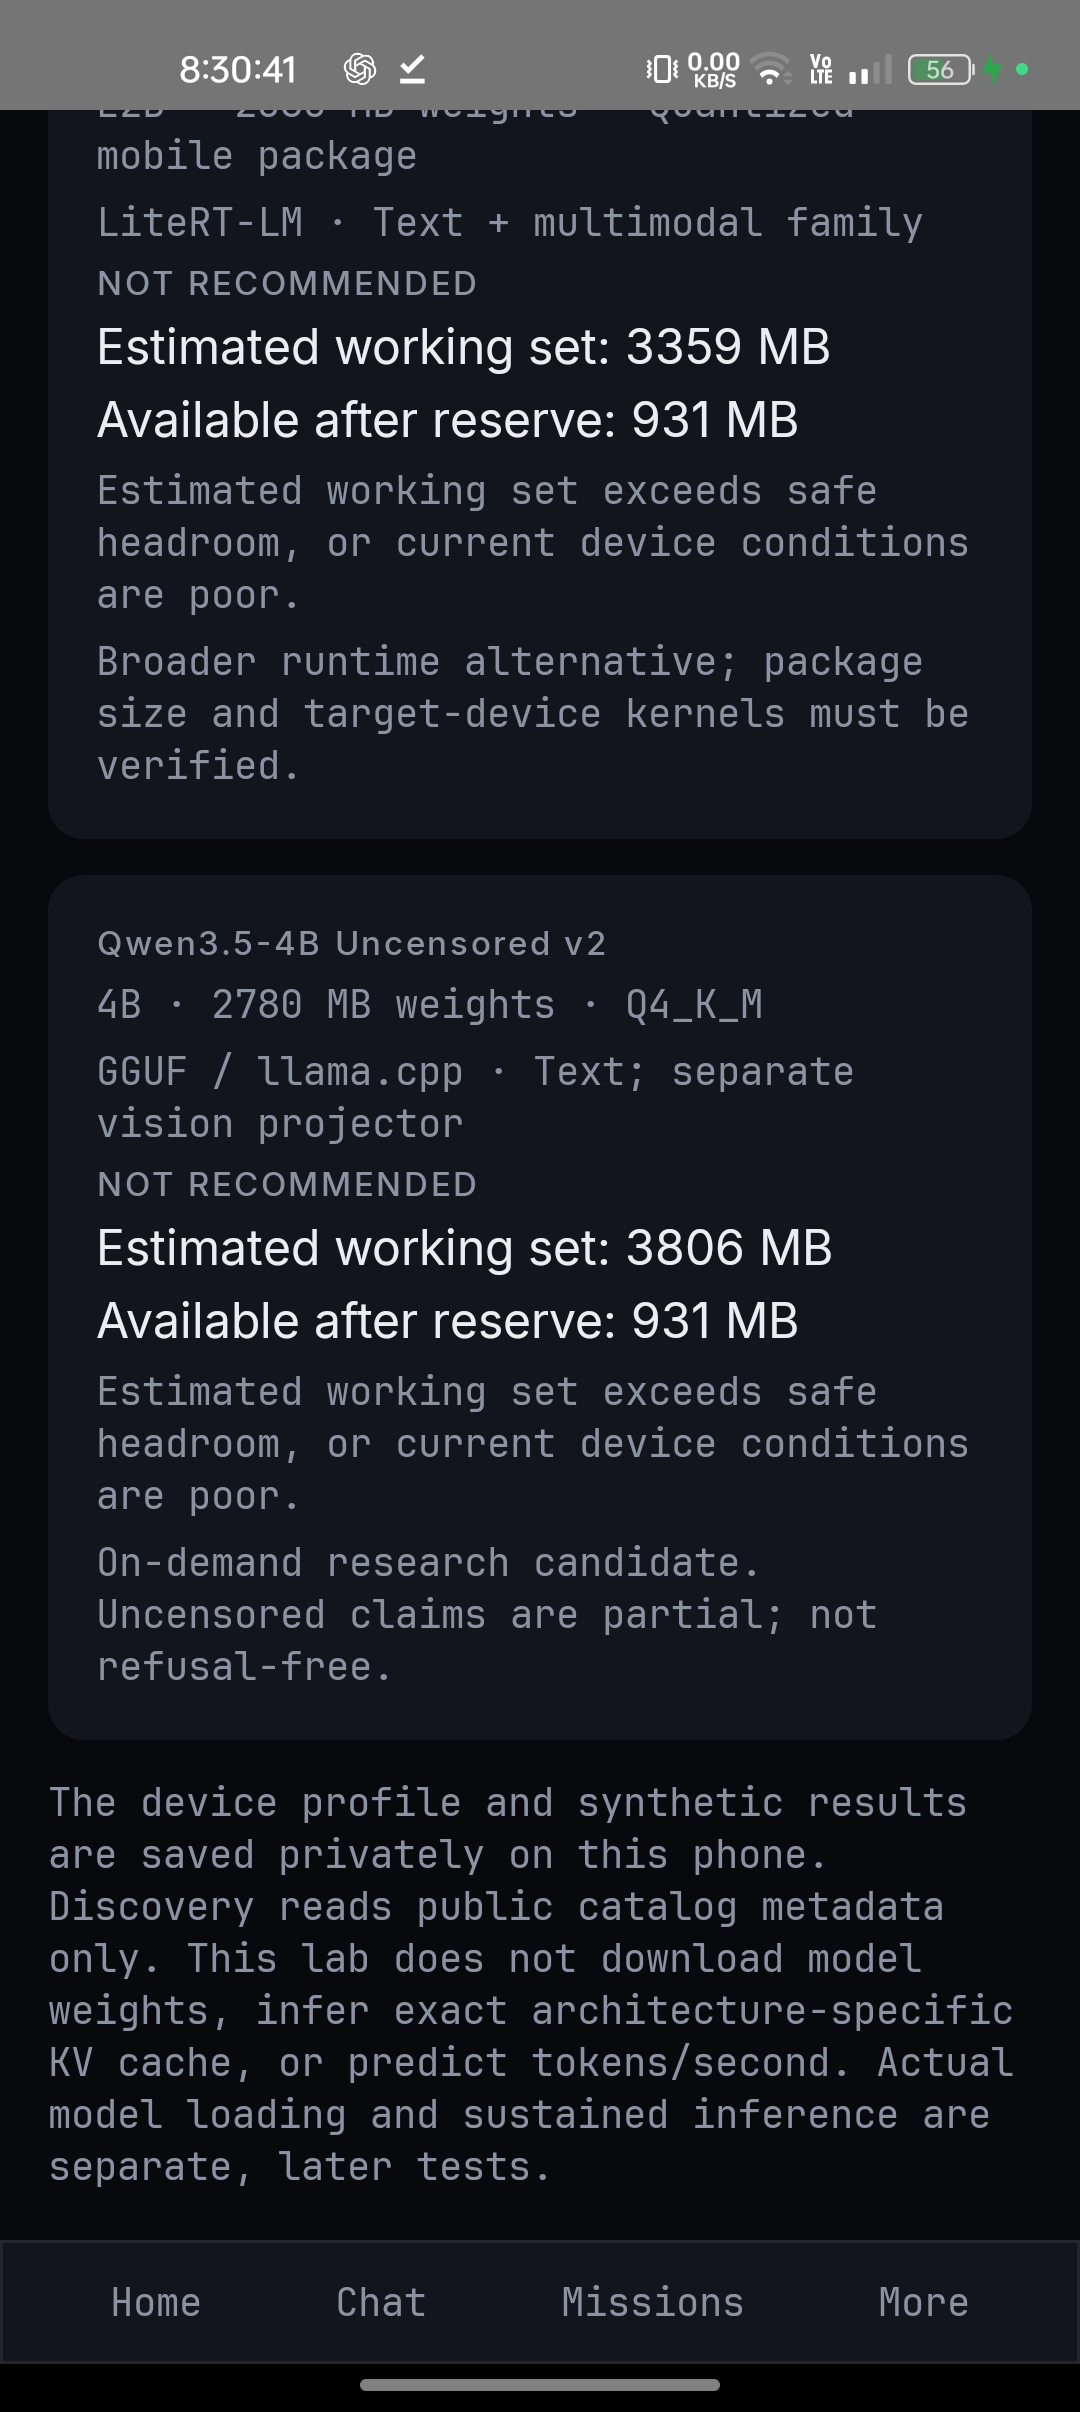 8:30:41
0.00
KB/S
Vo
LTE
56
mobile package
LiteRT-LM · Text + multimodal family
NOT RECOMMENDED
Estimated working set: 3359 MB
Available after reserve: 931 MB
Estimated working set exceeds safe
headroom, or current device conditions
are poor.
Broader runtime alternative; package
size and target-device kernels must be
verified.
Qwen3.5-4B Uncensored v2
4B · 2780 MB weights · Q4_K_M
GGUF / llama.cpp · Text; separate
vision projector
NOT RECOMMENDED
Estimated working set: 3806 MB
Available after reserve: 931 MB
Estimated working set exceeds safe
headroom, or current device conditions
are poor.
On-demand research candidate.
Uncensored claims are partial; not
refusal-free.
The device profile and synthetic results
are saved privately on this phone.
Discovery reads public catalog metadata
only. This lab does not download model
weights, infer exact architecture-specific
KV cache, or predict tokens/second. Actual
model loading and sustained inference are
separate, later tests.
Home
Chat
Missions
More